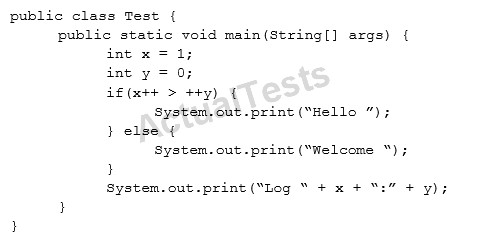 public class Test {
public static void main(String[] args) {
int x = 1;
int y = 0;
if(x++ > ++y) {
System.out.print(“Hello ”);
} else {
System.out.print(“Welcome “);
}
System.out.print(“Log “ + x + “:” + y);
}
}
ActualTests